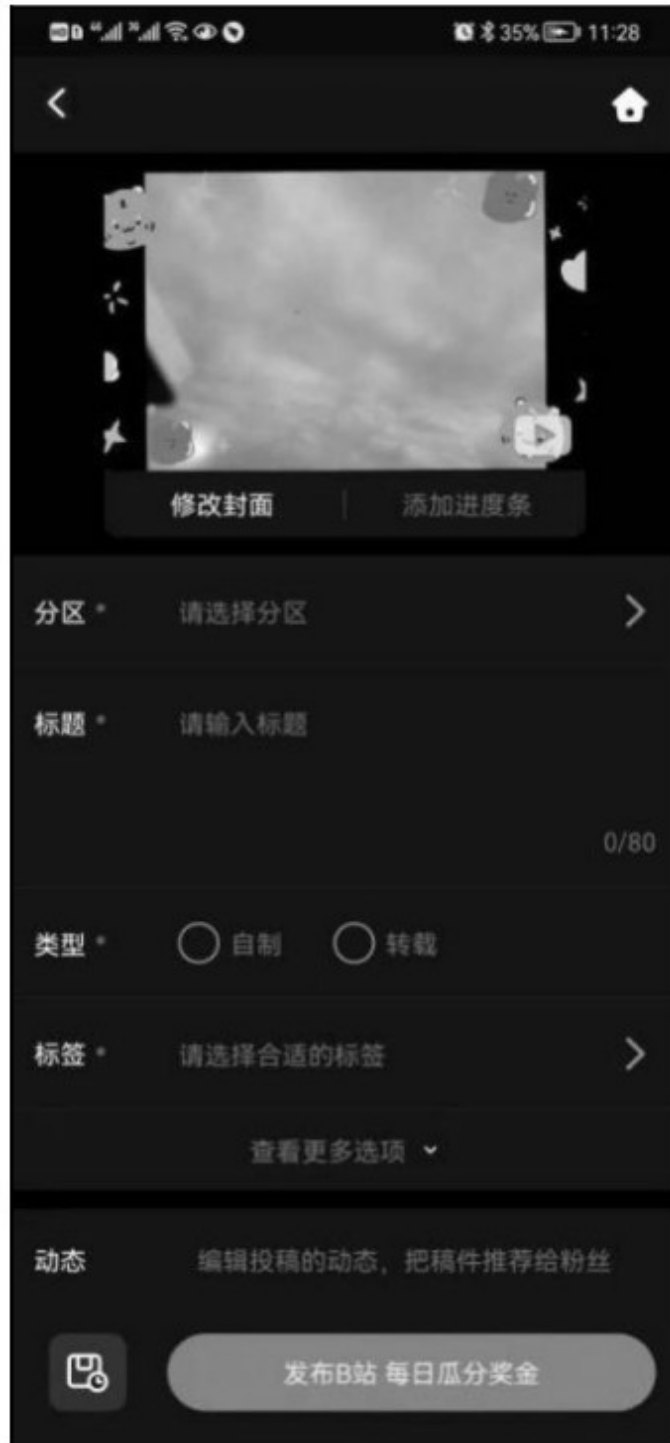 35% 11:28
修改封面 添加进度条
分区 * 请选择分区 >
标题 * 请输入标题
0/80
类型 * 自制 转载
标签 * 请选择合适的标签 >
查看更多选项
动态 编辑投稿的动态，把稿件推荐给粉丝
发布B站 每日瓜分奖金